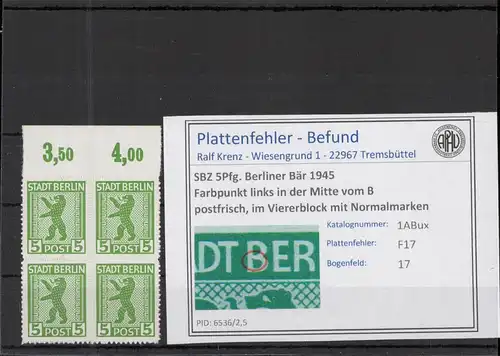 3,50 4,00
STADT BERLIN STADT BERLIN
5 POST 5 5 POST 5
STADT BERLIN STADT BERLIN
5 POST 5 5 POST 5
Plattenfehler - Befund
Ralf Krenz - Wiesengrund 1 - 22967 Tremsbüttel
SBZ 5Pfg. Berliner Bär 1945
Farbpunkt links in der Mitte vom B
postfrisch, im Viererblock mit Normalmarken
Katalognummer: 1ABux
Plattenfehler: F17
Bogenfeld: 17
DT BER
PID: 6536/2,5